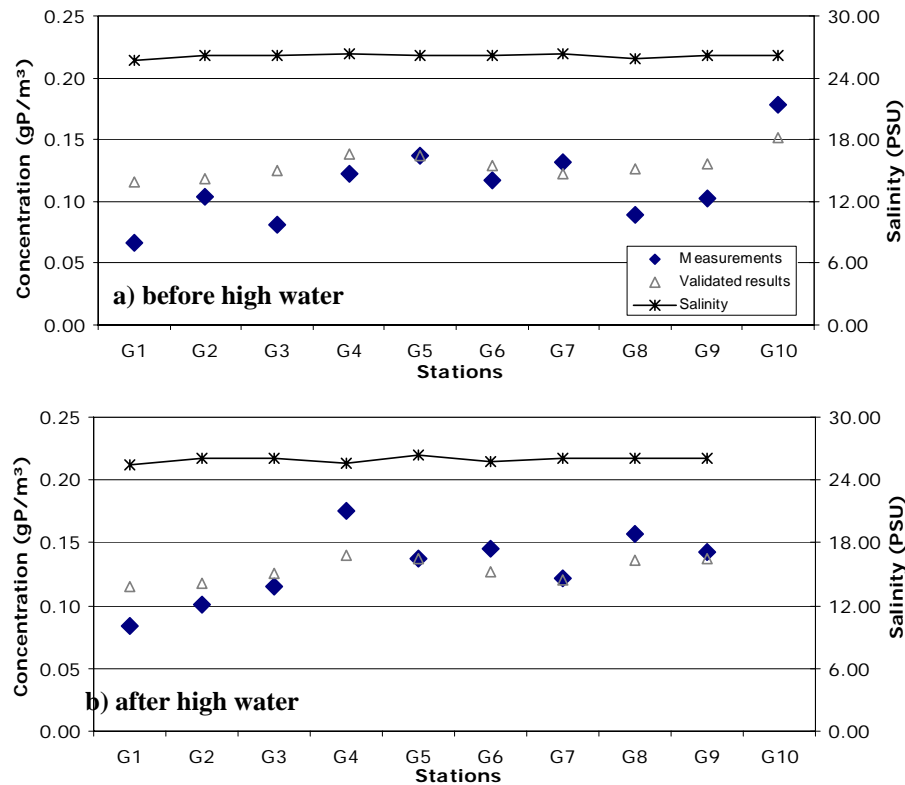 0.25
0.20
0.15
0.10
0.05
0.00
Concentration (gP/m³)
30.00
24.00
18.00
12.00
6.00
0.00
Salinity (PSU)
Measurements
Validated results
Salinity
a) before high water
G1 G2 G3 G4 G5 G6 G7 G8 G9 G10
Stations
0.25
0.20
0.15
0.10
0.05
0.00
Concentration (gP/m³)
30.00
24.00
18.00
12.00
6.00
0.00
Salinity (PSU)
b) after high water
G1 G2 G3 G4 G5 G6 G7 G8 G9 G10
Stations